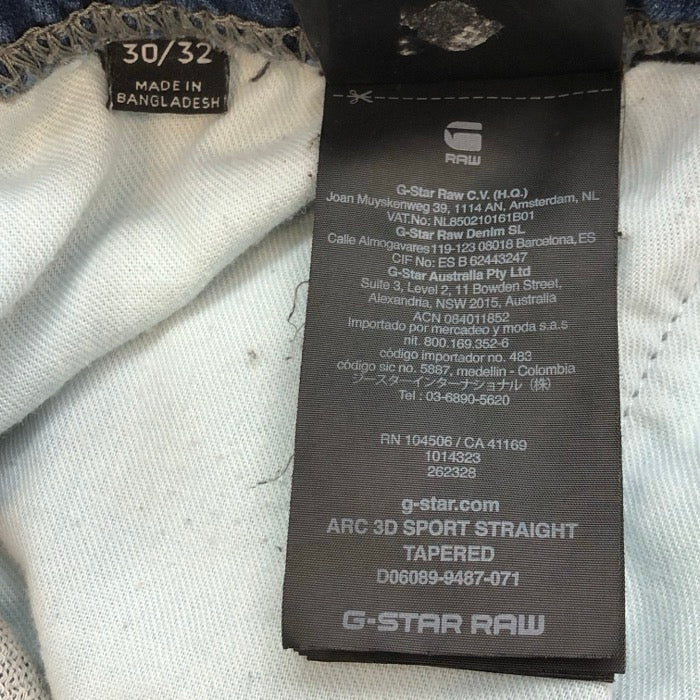 30/32
MADE IN
BANGLADESH
RAW
G-Star Raw C.V. (H.Q.)
Joan Muyskenweg 39, 1114 AN, Amsterdam, NL
VAT.No: NL850210161B01
G-Star Raw Denim SL
Calle Almogavares 119-123 08018 Barcelona, ES
CIF No: ES B 62443247
G-Star Australia Pty Ltd
Suite 3, Level 2, 11 Bowden Street,
Alexandria, NSW 2015, Australia
ACN 084011852
Importado por mercadeo y moda s.a.s
nit. 800.169.352-6
código importador no. 483
código sic no. 5887, medellin - Colombia
ジースターインターナショナル (株)
Tel : 03-6890-5620
RN 104506 / CA 41169
1014323
262328
g-star.com
ARC 3D SPORT STRAIGHT
TAPERED
D06089-9487-071
G-STAR RAW